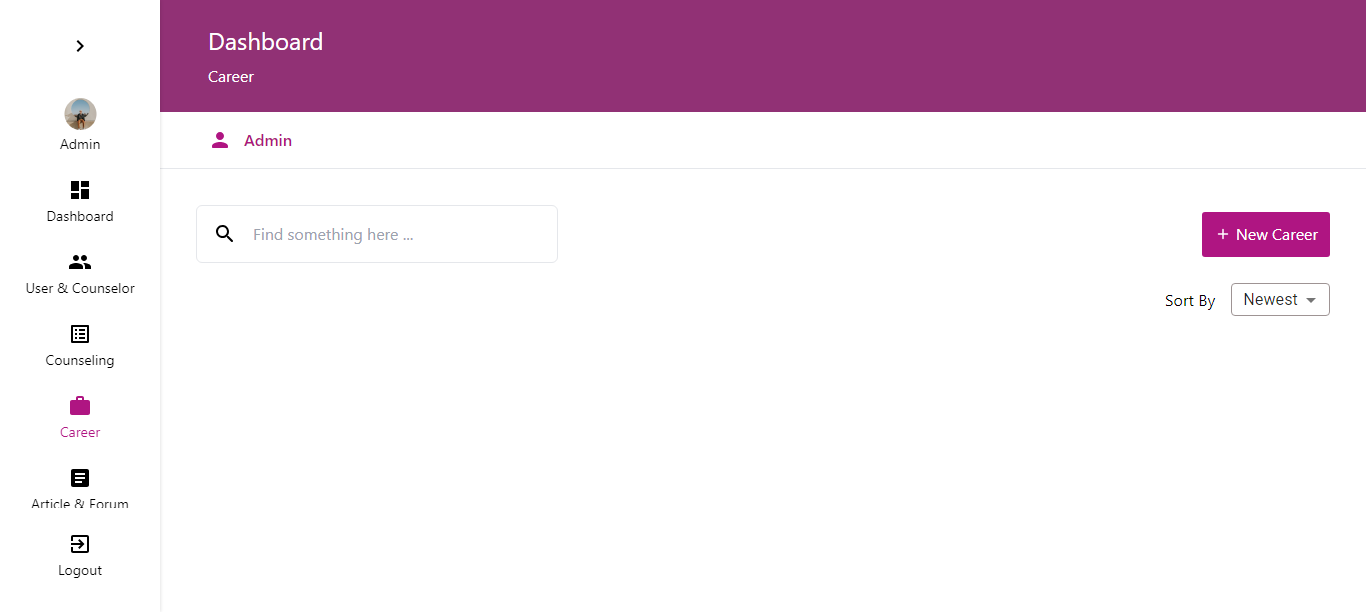 Dashboard
Career
Admin
Admin
Dashboard
User & Counselor
Counseling
Career
Article & Forum
Logout
Find something here ...
+ New Career
Sort By Newest